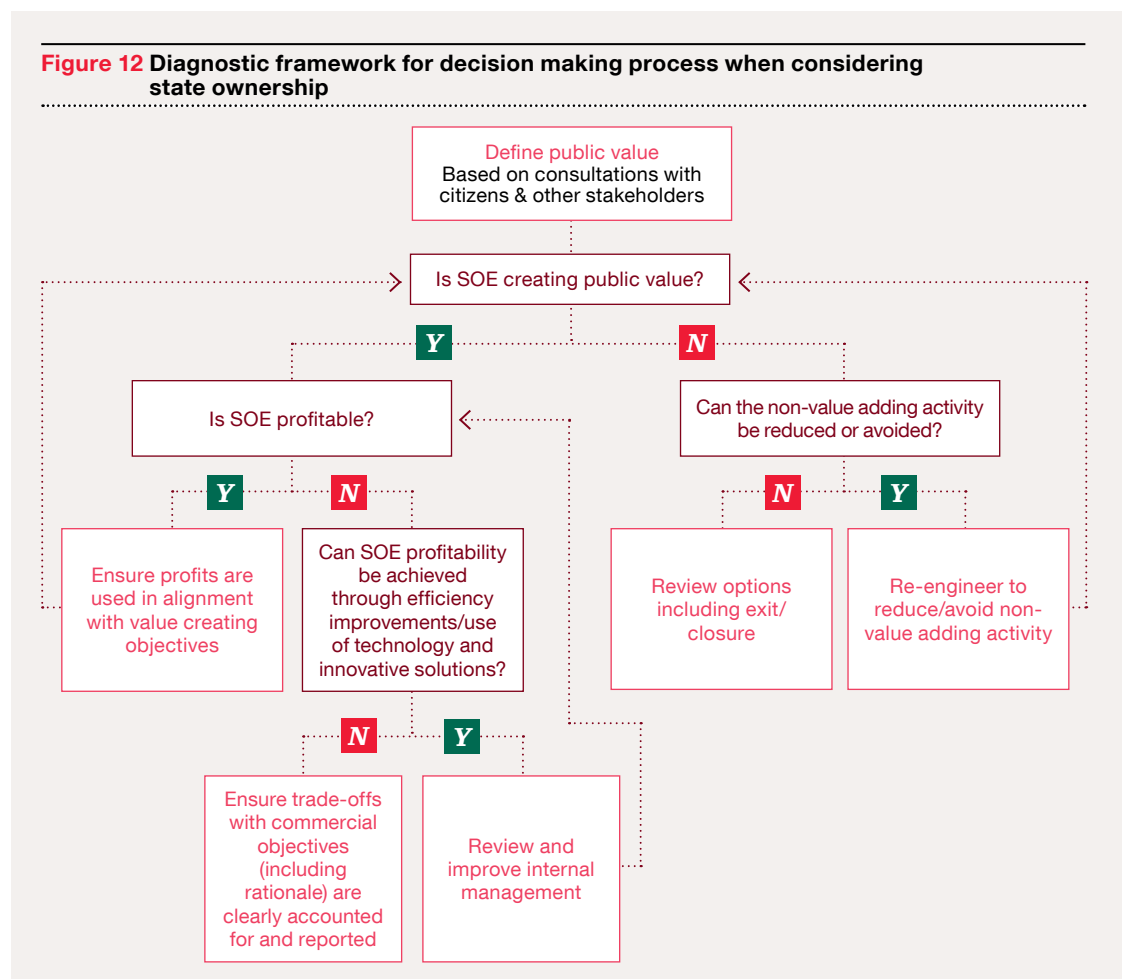 Figure 12 Diagnostic framework for decision making process when considering
state ownership
Define public value
Based on consultations with
citizens & other stakeholders
Is SOE creating public value?
Y
N
Is SOE profitable?
Can the non-value adding activity
be reduced or avoided?
Y
N
N
Y
Ensure profits are
used in alignment
with value creating
objectives
Can SOE profitability
be achieved
through efficiency
improvements/use
of technology and
innovative solutions?
Review options
including exit/
closure
Re-engineer to
reduce/avoid non-
value adding activity
N
Y
Ensure trade-offs
with commercial
objectives
(including
rationale) are
clearly accounted
for and reported
Review and
improve internal
management